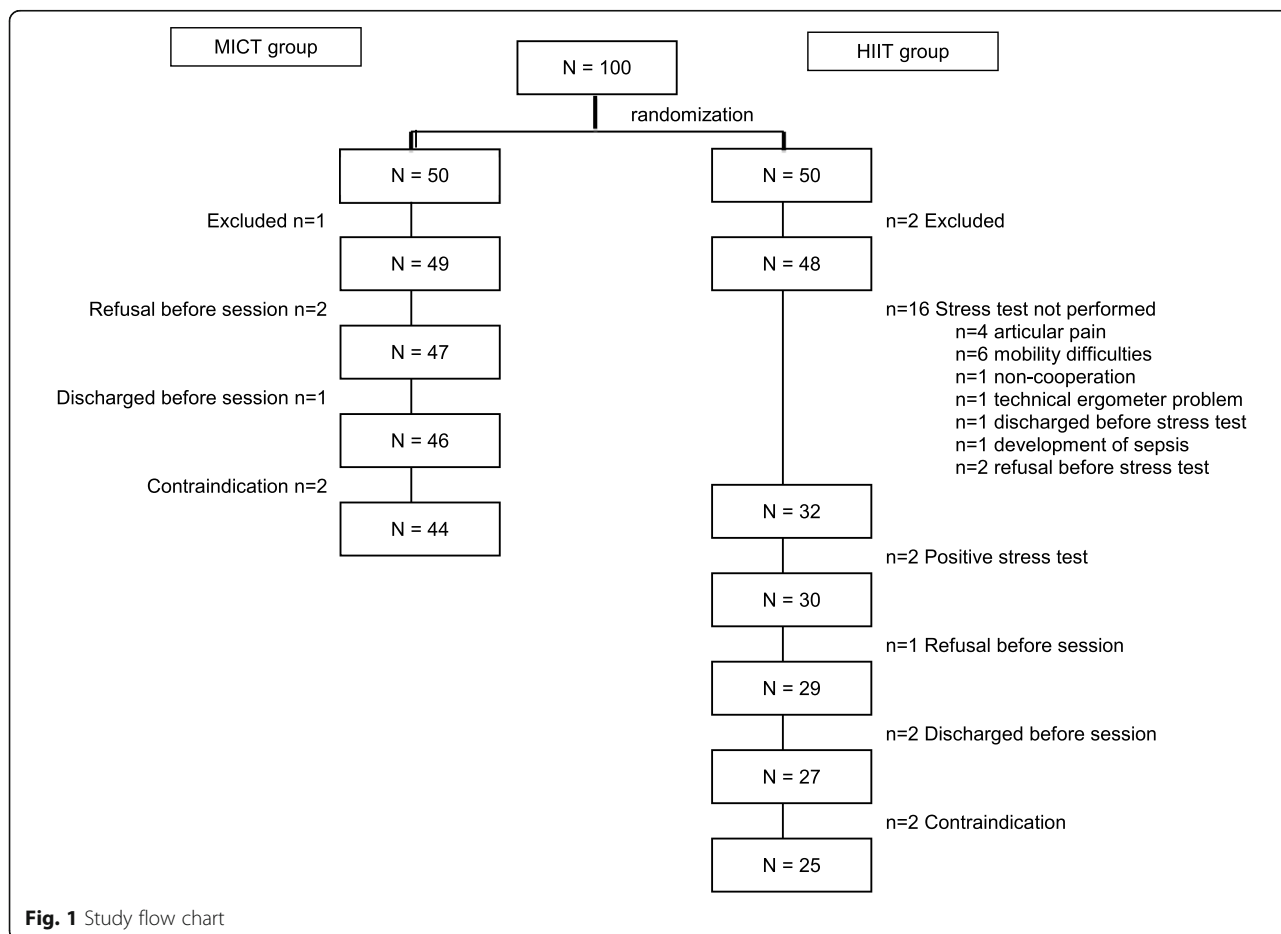 MICT group
HIIT group
N = 100
randomization
N = 50
N = 50
Excluded n=1
n=2 Excluded
N = 49
N = 48
Refusal before session n=2
n=16 Stress test not performed
n=4 articular pain
n=6 mobility difficulties
n=1 non-cooperation
n=1 technical ergometer problem
n=1 discharged before stress test
n=1 development of sepsis
n=2 refusal before stress test
N = 47
Discharged before session n=1
N = 46
Contraindication n=2
N = 44
N = 32
n=2 Positive stress test
N = 30
n=1 Refusal before session
N = 29
n=2 Discharged before session
N = 27
n=2 Contraindication
N = 25
Fig. 1 Study flow chart